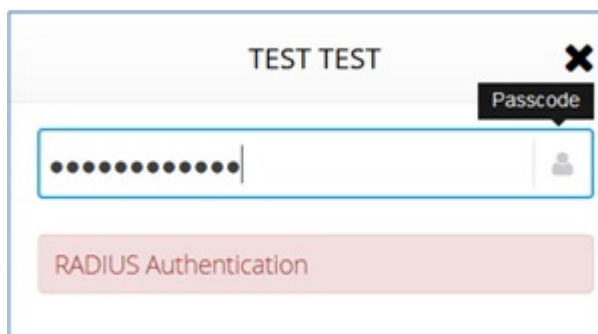 TEST TEST
Passcode
••••••••••••
RADIUS Authentication